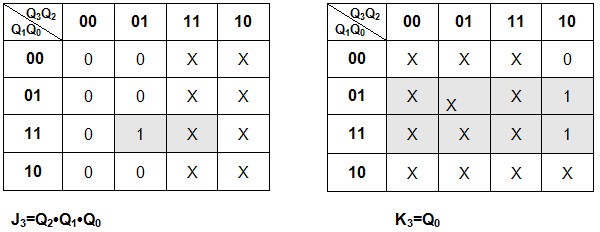 Q₃Q₂ 00 01 11 10
Q₁Q₀
00 0 0 X X
01 0 0 X X
11 0 1 X X
10 0 0 X X
J₃=Q₂•Q₁•Q₀
Q₃Q₂ 00 01 11 10
Q₁Q₀
00 X X X 0
01 X X X 1
11 X X X 1
10 X X X X
K₃=Q₀